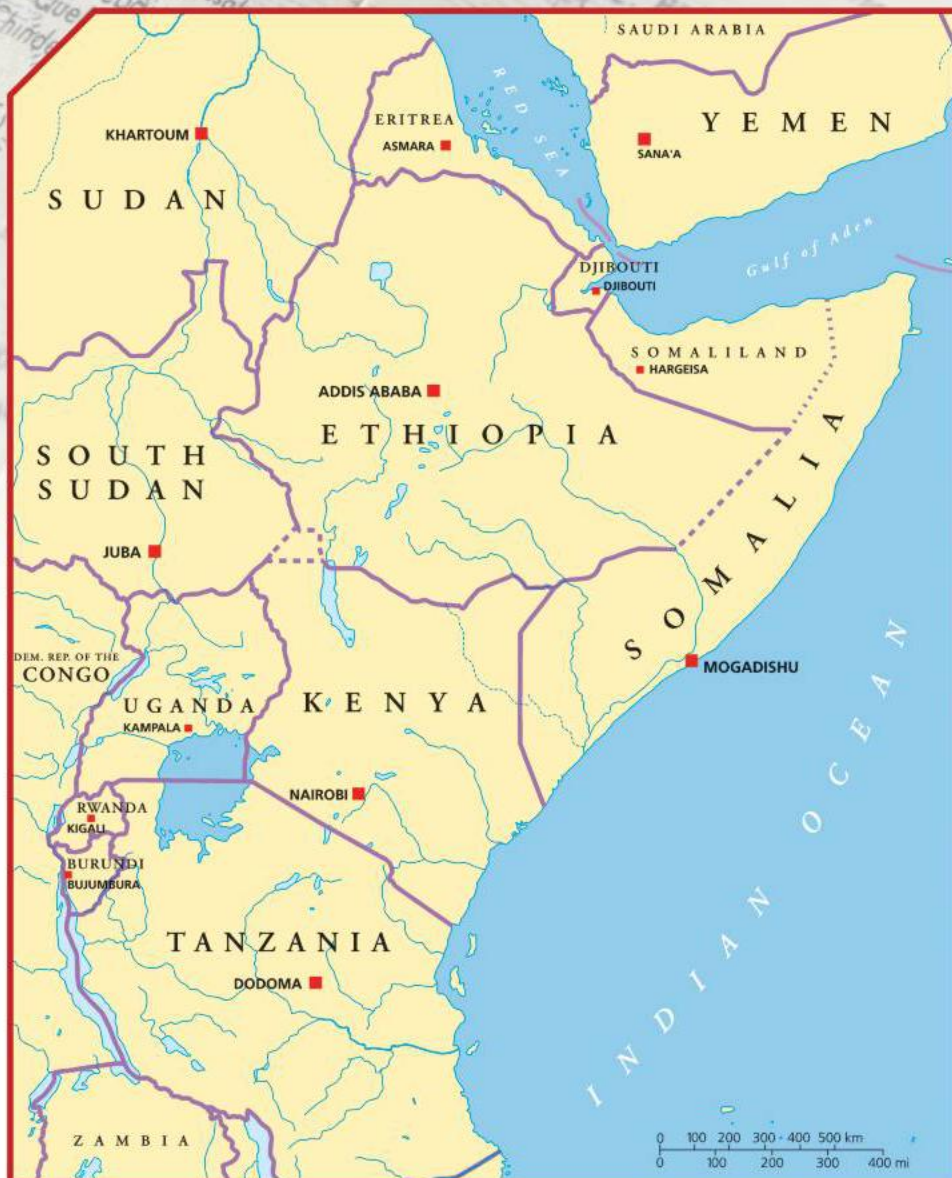 SAUDI ARABIA
RED SEA
YEMEN
SANA'A
KHARTOUM
ERITREA
ASMARA
SUDAN
Gulf of Aden
DJIBOUTI
DJIBOUTI
SOMALILAND
HARGEISA
ADDIS ABABA
ETHIOPIA
SOUTH
SUDAN
JUBA
SOMALIA
MOGADISHU
DEM. REP. OF THE
CONGO
UGANDA
KAMPALA
KENYA
NAIROBI
RWANDA
KIGALI
BURUNDI
BUJUMBURA
TANZANIA
DODOMA
INDIAN OCEAN
ZAMBIA
0 100 200 300 400 500 km
0 100 200 300 400 mi